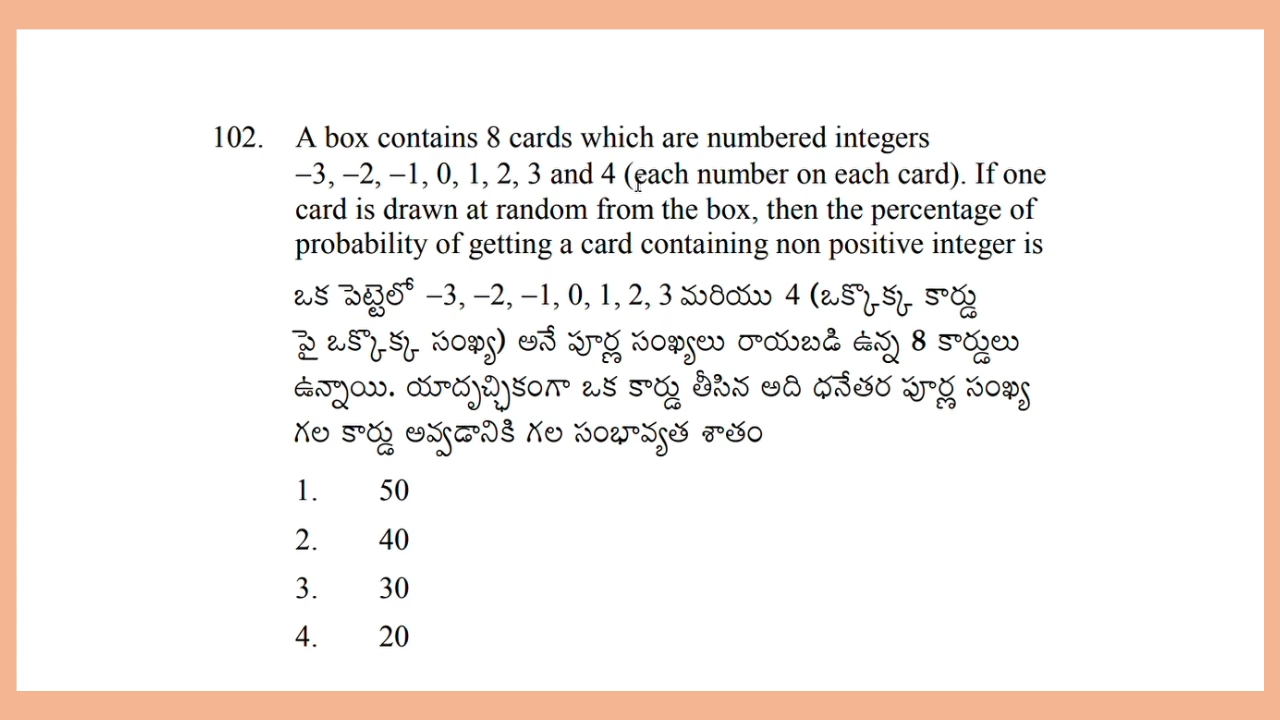 102. A box contains 8 cards which are numbered integers
–3, –2, –1, 0, 1, 2, 3 and 4 (each number on each card). If one
card is drawn at random from the box, then the percentage of
probability of getting a card containing non positive integer is
ఒక పెట్టెలో –3, –2, –1, 0, 1, 2, 3 మరియు 4 (ఒక్కొక్క కార్డు
పై ఒక్కొక్క సంఖ్య) అనే పూర్ణ సంఖ్యలు రాయబడి ఉన్న 8 కార్డులు
ఉన్నాయి. యాదృచ్ఛికంగా ఒక కార్డు తీసిన అది ధనేతర పూర్ణ సంఖ్య
గల కార్డు అవ్వడానికి గల సంభావ్యత శాతం
1. 50
2. 40
3. 30
4. 20